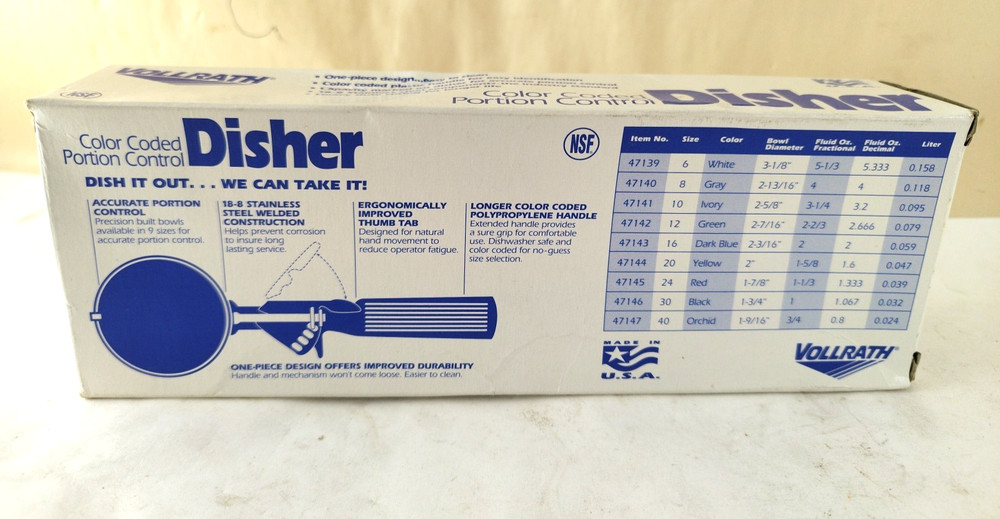 VOLLRATH®
NSF
• One-piece design
• Color coded
Color Coded
Portion Control Disher
Color Coded
Portion Control Disher
DISH IT OUT. . . WE CAN TAKE IT!
ACCURATE PORTION
CONTROL
Precision built bowls
available in 9 sizes for
accurate portion control.
18-8 STAINLESS
STEEL WELDED
CONSTRUCTION
Helps prevent corrosion
to insure long
lasting service.
ERGONOMICALLY
IMPROVED
THUMB TAB
Designed for natural
hand movement to
reduce operator fatigue.
LONGER COLOR CODED
POLYPROPYLENE HANDLE
Extended handle provides
a sure grip for comfortable
use. Dishwasher safe and
color coded for no-guess
size selection.
ONE-PIECE DESIGN OFFERS IMPROVED DURABILITY
Handle and mechanism won't come loose. Easier to clean.
NSF
Item No. Size Color Bowl Diameter Fluid Oz. Fractional Fluid Oz. Decimal Liter
47139 6 White 3-1/8" 5-1/3 5.333 0.158
47140 8 Gray 2-13/16" 4 4 0.118
47141 10 Ivory 2-5/8" 3-1/4 3.2 0.095
47142 12 Green 2-7/16" 2-2/3 2.666 0.079
47143 16 Dark Blue 2-3/16" 2 2 0.059
47144 20 Yellow 2" 1-5/8 1.6 0.047
47145 24 Red 1-7/8" 1-1/3 1.333 0.039
47146 30 Black 1-3/4" 1 1.067 0.032
47147 40 Orchid 1-9/16" 3/4 0.8 0.024
MADE IN
U.S.A.
VOLLRATH®